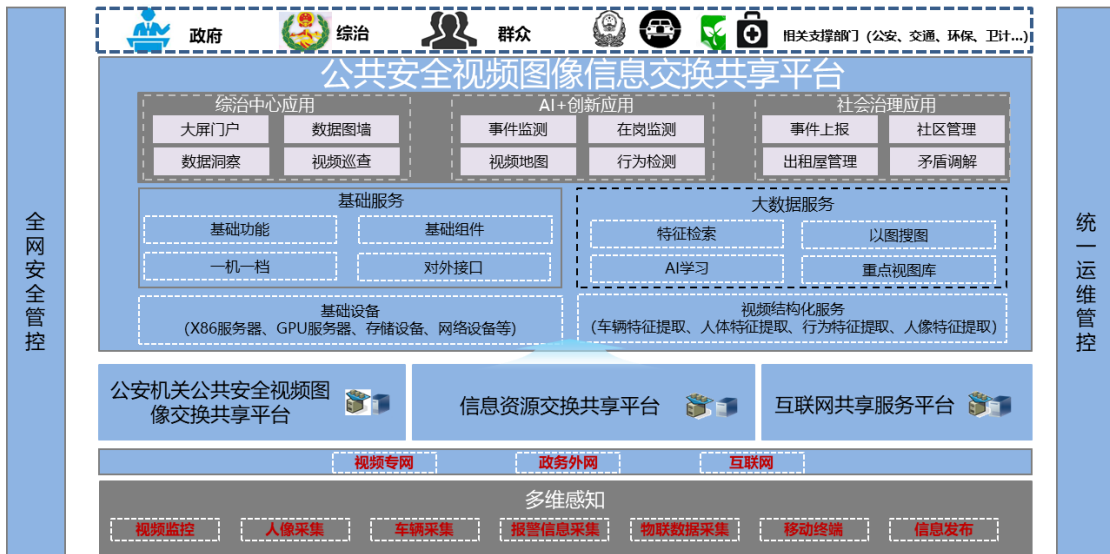 政府
综治
群众
相关支撑部门（公安、交通、环保、卫计...）
全网安全管控
统一运维管控
公共安全视频图像信息交换共享平台
综治中心应用
AI+创新应用
社会治理应用
大屏门户
数据图墙
事件监测
在岗监测
事件上报
社区管理
数据洞察
视频巡查
视频地图
行为检测
出租屋管理
矛盾调解
基础服务
大数据服务
基础功能
基础组件
特征检索
以图搜图
一机一档
对外接口
AI学习
重点视图库
基础设备
(X86服务器、GPU服务器、存储设备、网络设备等)
视频结构化服务
(车辆特征提取、人体特征提取、行为特征提取、人像特征提取)
公安机关公共安全视频图
像交换共享平台
信息资源交换共享平台
互联网共享服务平台
视频专网
政务外网
互联网
多维感知
视频监控
人像采集
车辆采集
报警信息采集
物联数据采集
移动终端
信息发布